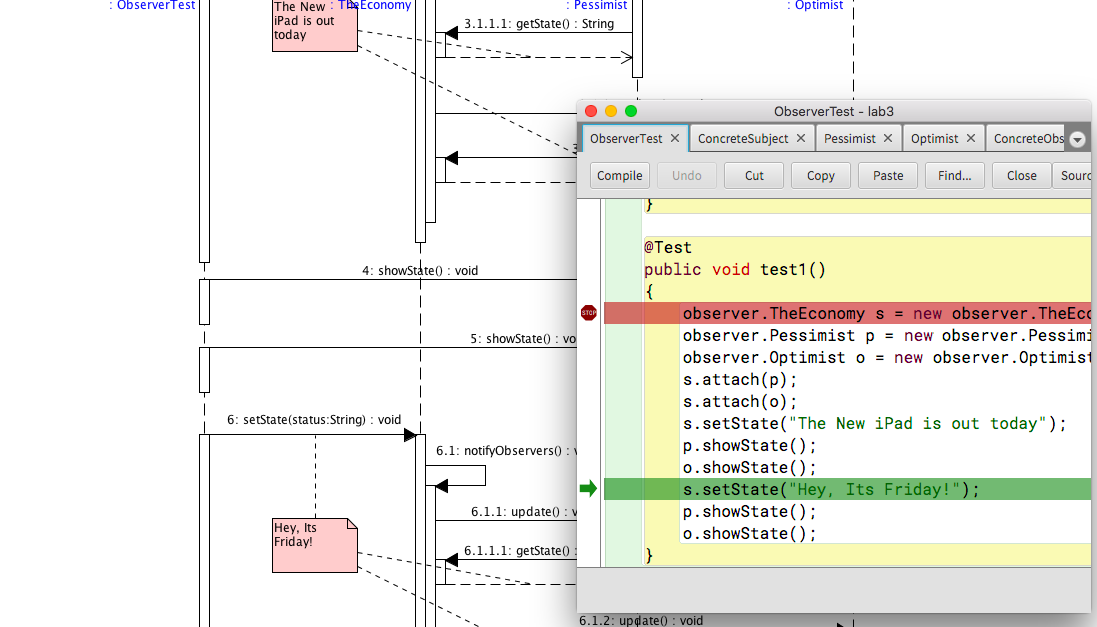 : ObserverTest
: TheEconomy
: Pessimist
: Optimist
The New
iPad is out
today
3.1.1.1: getState() : String
4: showState() : void
5: showState() : vo
6: setState(status:String) : void
6.1: notifyObservers() : v
6.1.1: update() : v
6.1.1.1: getState() :
6.1.2: update() : void
Hey, Its
Friday!
ObserverTest - lab3
ObserverTest ✕
ConcreteSubject ✕
Pessimist ✕
Optimist ✕
ConcreteObs
Compile
Undo
Cut
Copy
Paste
Find...
Close
Sourc
}
@Test
public void test1()
{
STOP
observer.TheEconomy s = new observer.TheEco
observer.Pessimist p = new observer.Pessimi
observer.Optimist o = new observer.Optimist
s.attach(p);
s.attach(o);
s.setState("The New iPad is out today");
p.showState();
o.showState();
s.setState("Hey, Its Friday!");
p.showState();
o.showState();
}